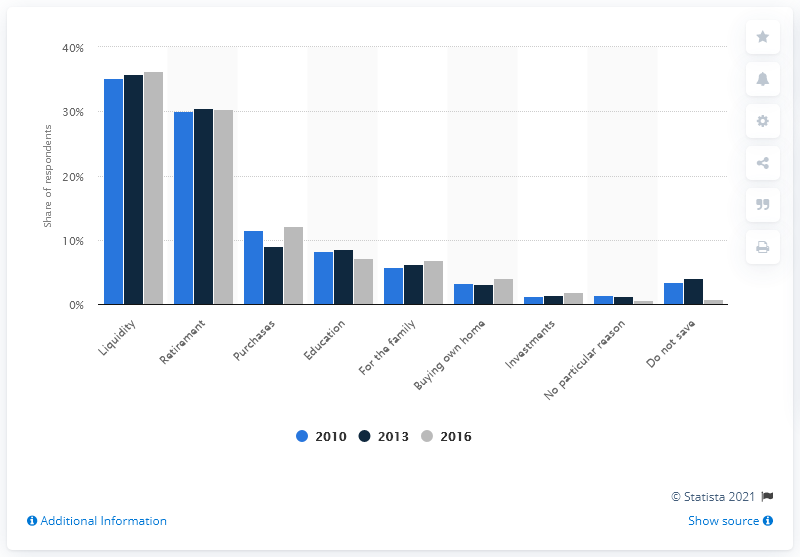 40%
30%
20%
10%
0%
Share of respondents
Liquidity
Retirement
Purchases
Education
For the family
Buying own home
Investments
No particular reason
Do not save
2010 2013 2016
© Statista 2021
Additional Information
Show source